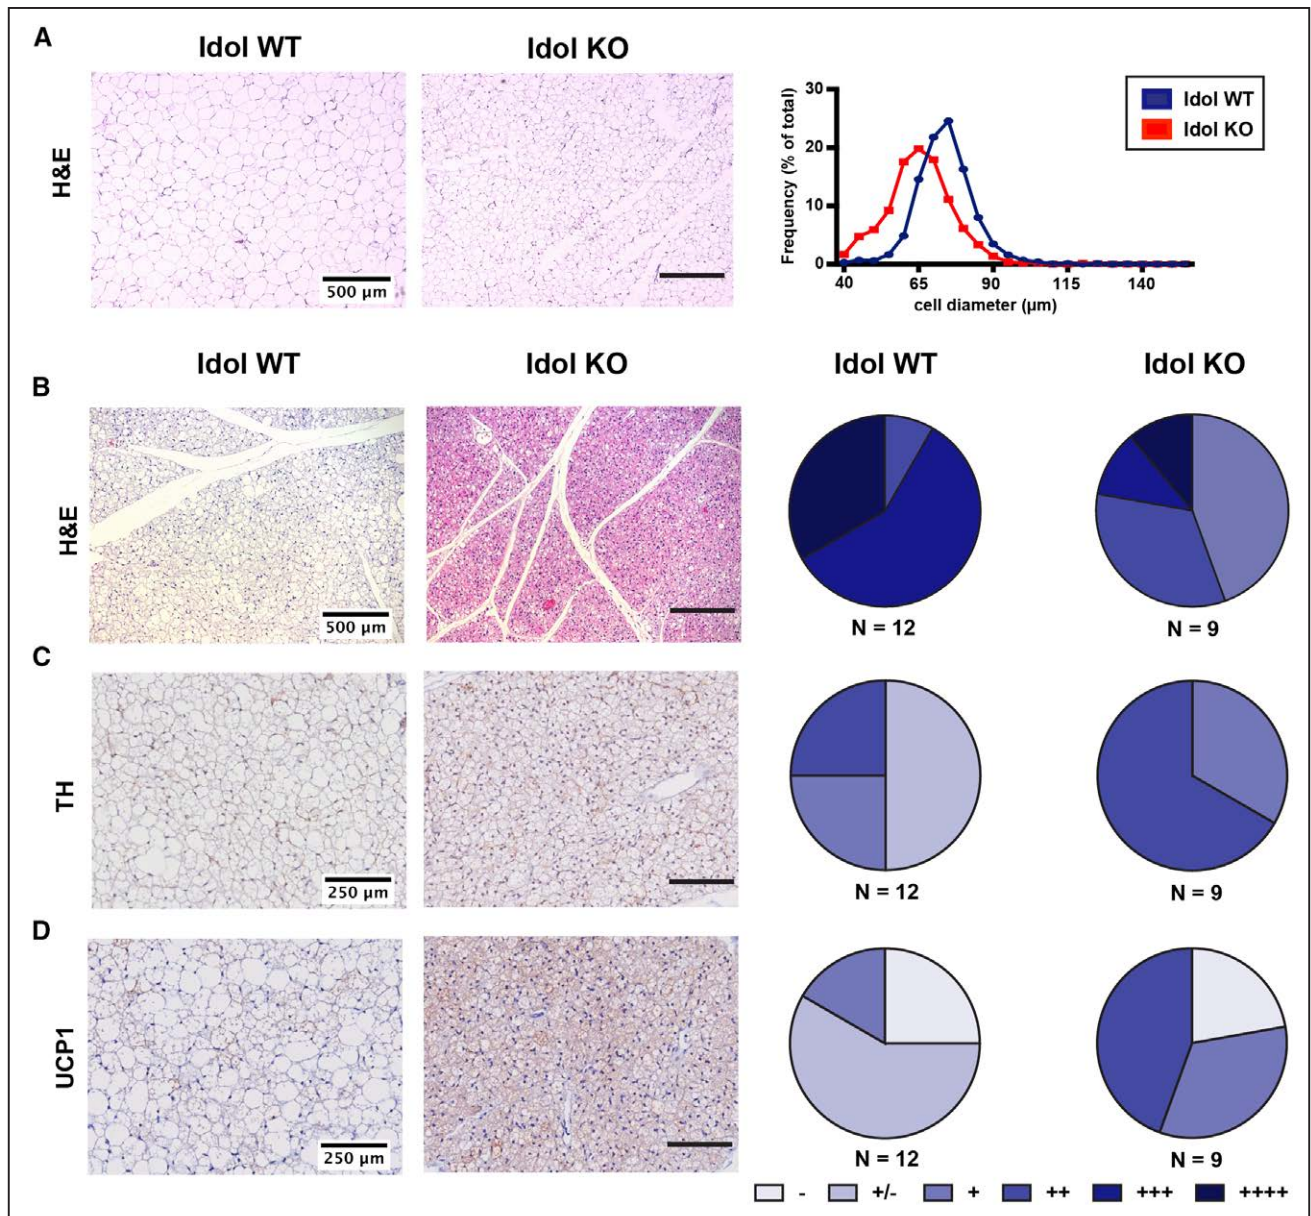 A
Idol WT
Idol KO
H&E
500 µm
Frequency (% of total)
30
20
10
0
40
65
90
115
140
cell diameter (µm)
Idol WT
Idol KO
Idol WT
Idol KO
Idol WT
Idol KO
B
H&E
500 µm
N = 12
N = 9
C
TH
250 µm
N = 12
N = 9
D
UCP1
250 µm
N = 12
N = 9
- +/- + ++ +++ ++++